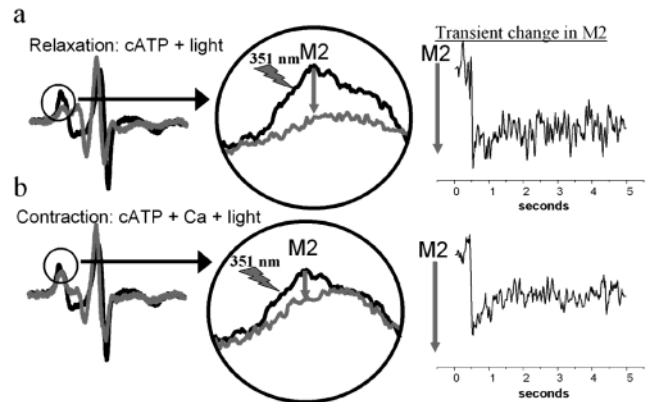 a
Relaxation: cATP + light
351 nm
M2
Transient change in M2
M2
0 1 2 3 4 5
seconds
b
Contraction: cATP + Ca + light
351 nm
M2
M2
0 1 2 3 4 5
seconds